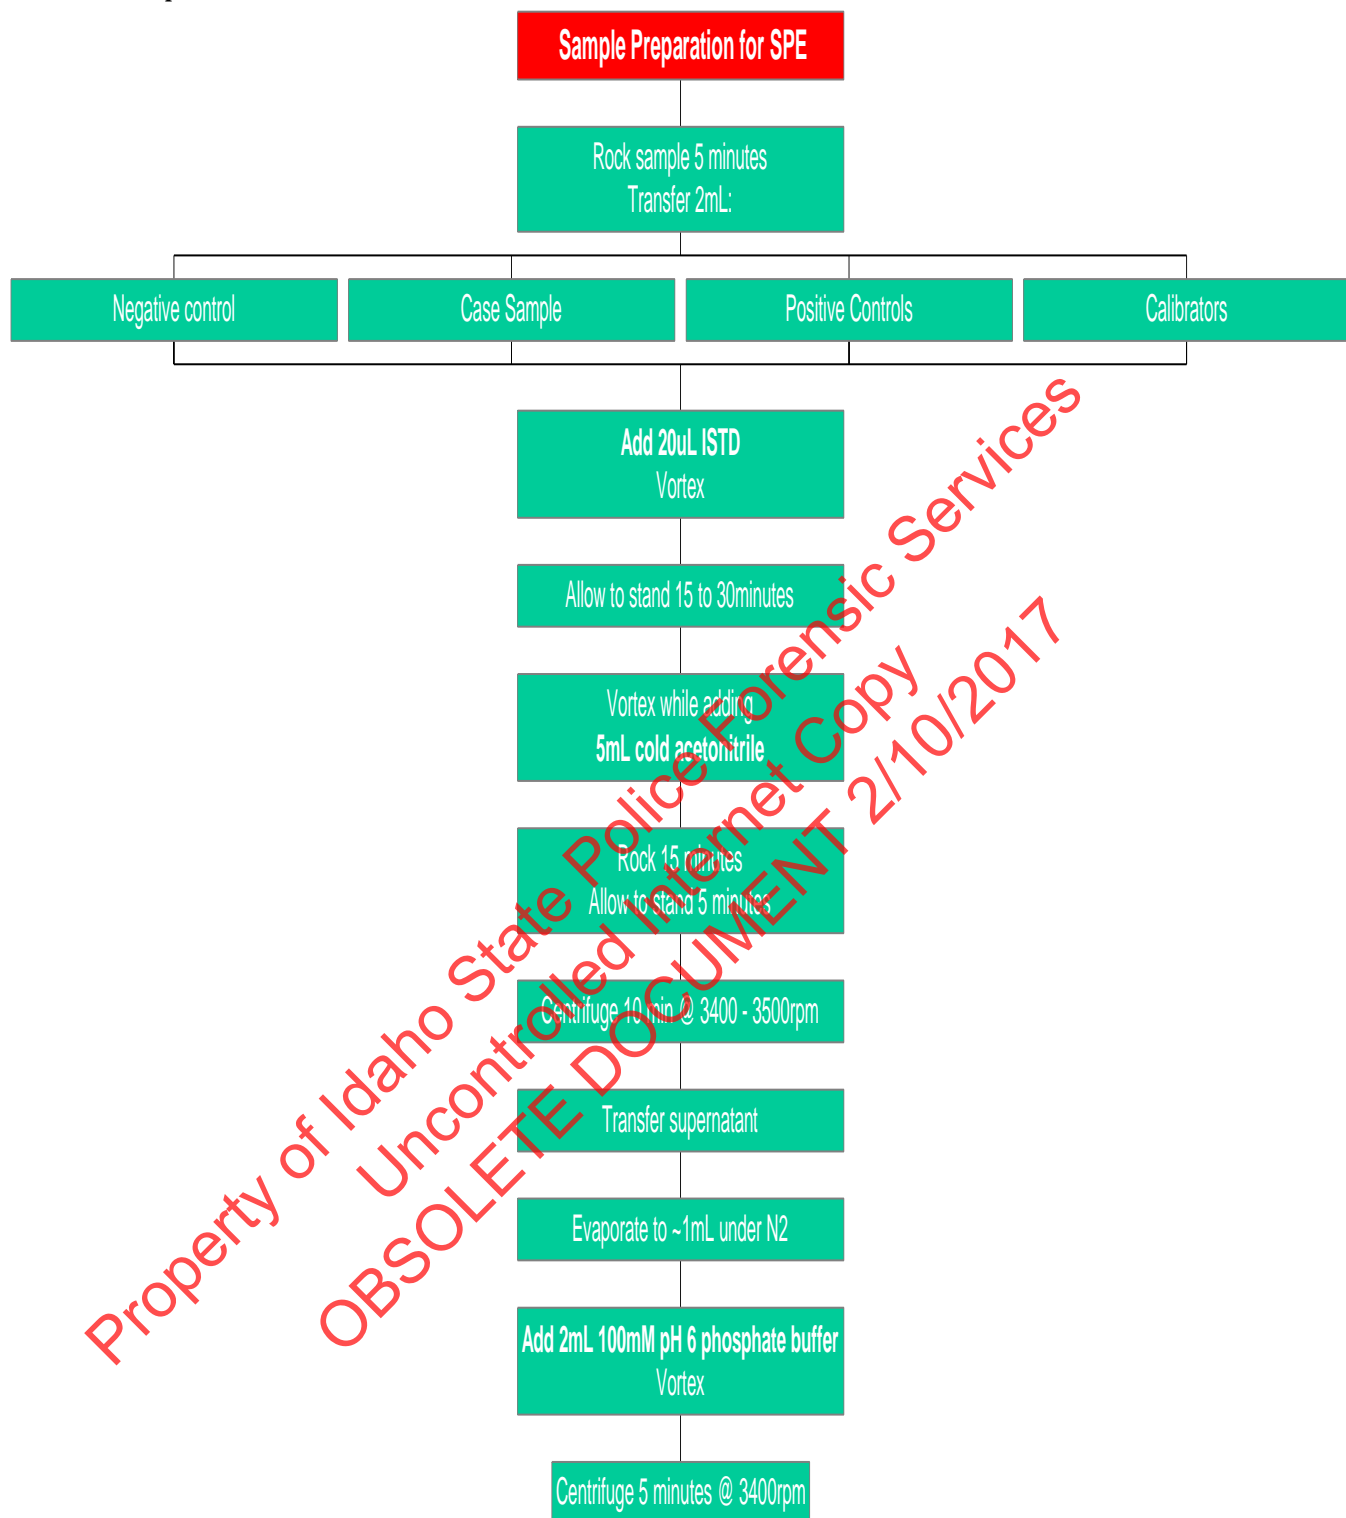 Sample Preparation for SPE
Rock sample 5 minutes
Transfer 2mL:
Negative control
Case Sample
Positive Controls
Calibrators
Add 20uL ISTD
Vortex
Allow to stand 15 to 30minutes
Vortex while adding
5mL cold acetonitrile
Rock 15 minutes
Allow to stand 5 minutes
Centrifuge 10 min @ 3400 - 3500rpm
Transfer supernatant
Evaporate to ~1mL under N2
Add 2mL 100mM pH 6 phosphate buffer
Vortex
Centrifuge 5 minutes @ 3400rpm
Property of Idaho State Police Forensic Services
Uncontrolled Internet Copy
OBSOLETE DOCUMENT 2/10/2017